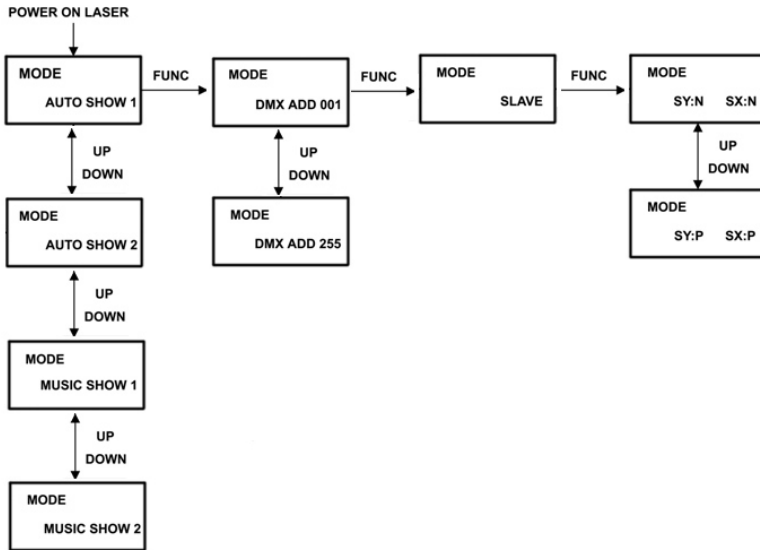 POWER ON LASER
MODE
AUTO SHOW 1
FUNC
MODE
DMX ADD 001
FUNC
MODE
SLAVE
FUNC
MODE
SY:N SX:N
UP
DOWN
UP
DOWN
UP
DOWN
MODE
AUTO SHOW 2
MODE
DMX ADD 255
MODE
SY:P SX:P
UP
DOWN
MODE
MUSIC SHOW 1
UP
DOWN
MODE
MUSIC SHOW 2